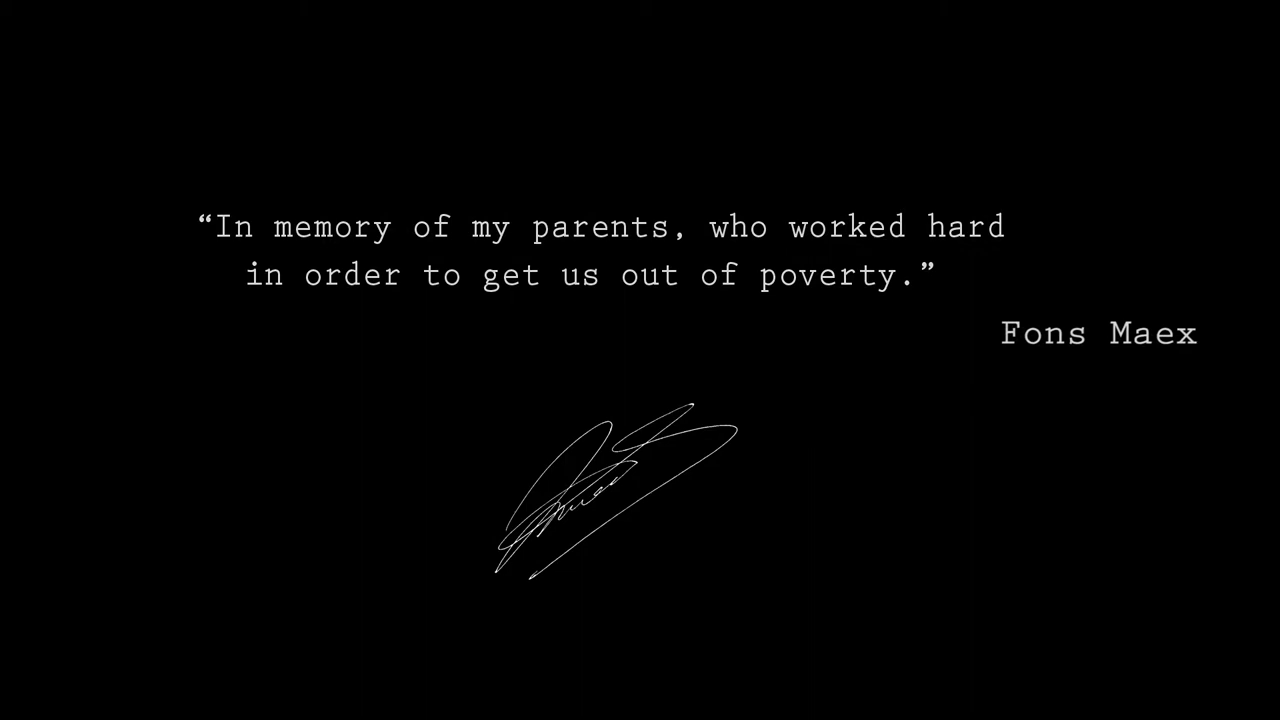 “In memory of my parents, who worked hard
in order to get us out of poverty.”
Fons Maex